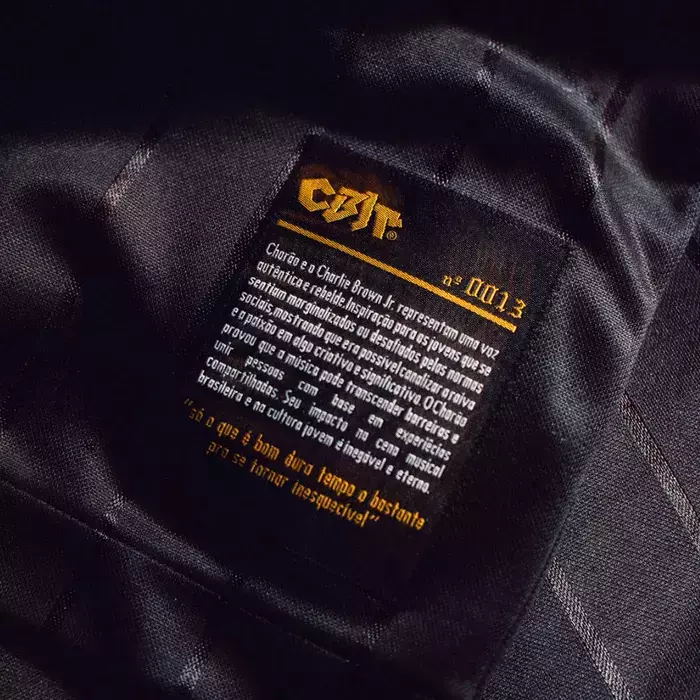 CBJr®
nº 0013
Charão e o Charlie Brown Jr. representam uma voz
autêntica e rebelde.Inspiração para os jovens que se
sentiam marginalizados ou desafiados pelas normas
sociais,mostrando que era possível canalizar a raiva
e a paixão em algo criativo e significativo. O Charão
provou que a música pode transcender barreiras e
unir pessoas com base em experiêcias
compartilhadas. Seu impacto na cena musical
brasileira e na cultura jovem é inegável e eterno.
"só o que é bom dura tempo o bastante
pra se tornar inesquecível"